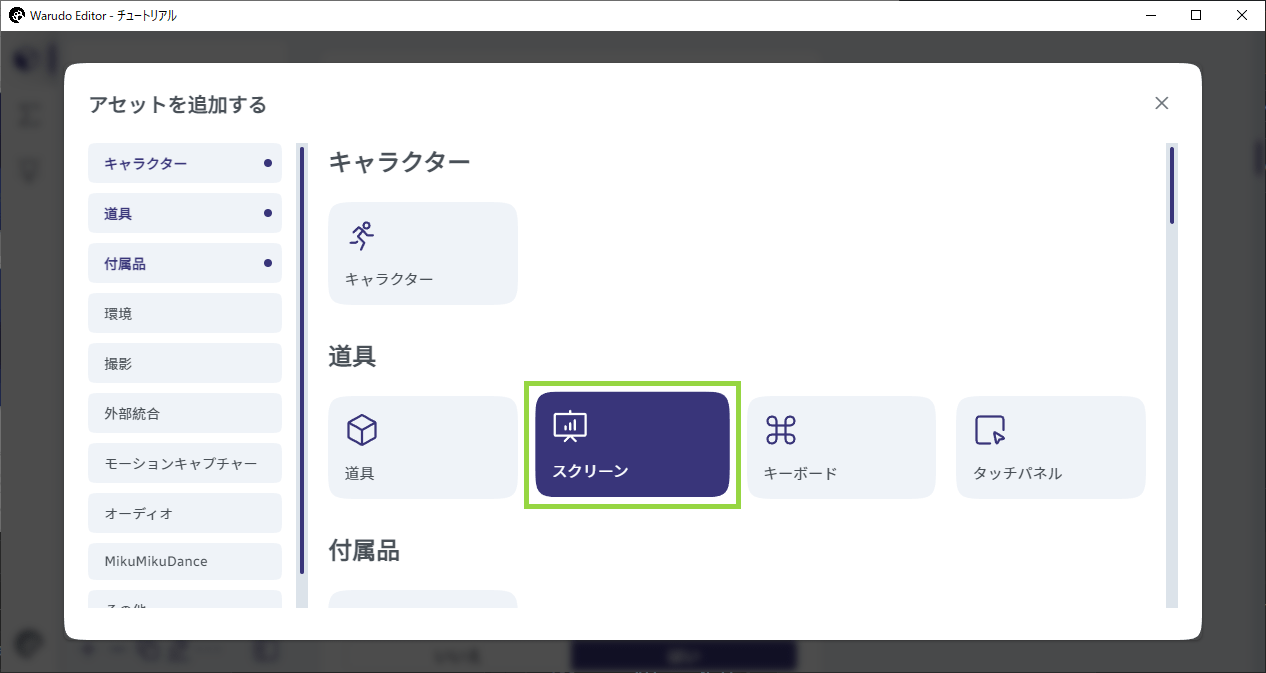 Warudo Editor - チュートリアル
アセットを追加する
キャラクター
道具
付属品
環境
撮影
外部統合
モーションキャプチャー
オーディオ
MikuMikuDance
キャラクター
キャラクター
道具
道具
スクリーン
キーボード
タッチパネル
付属品